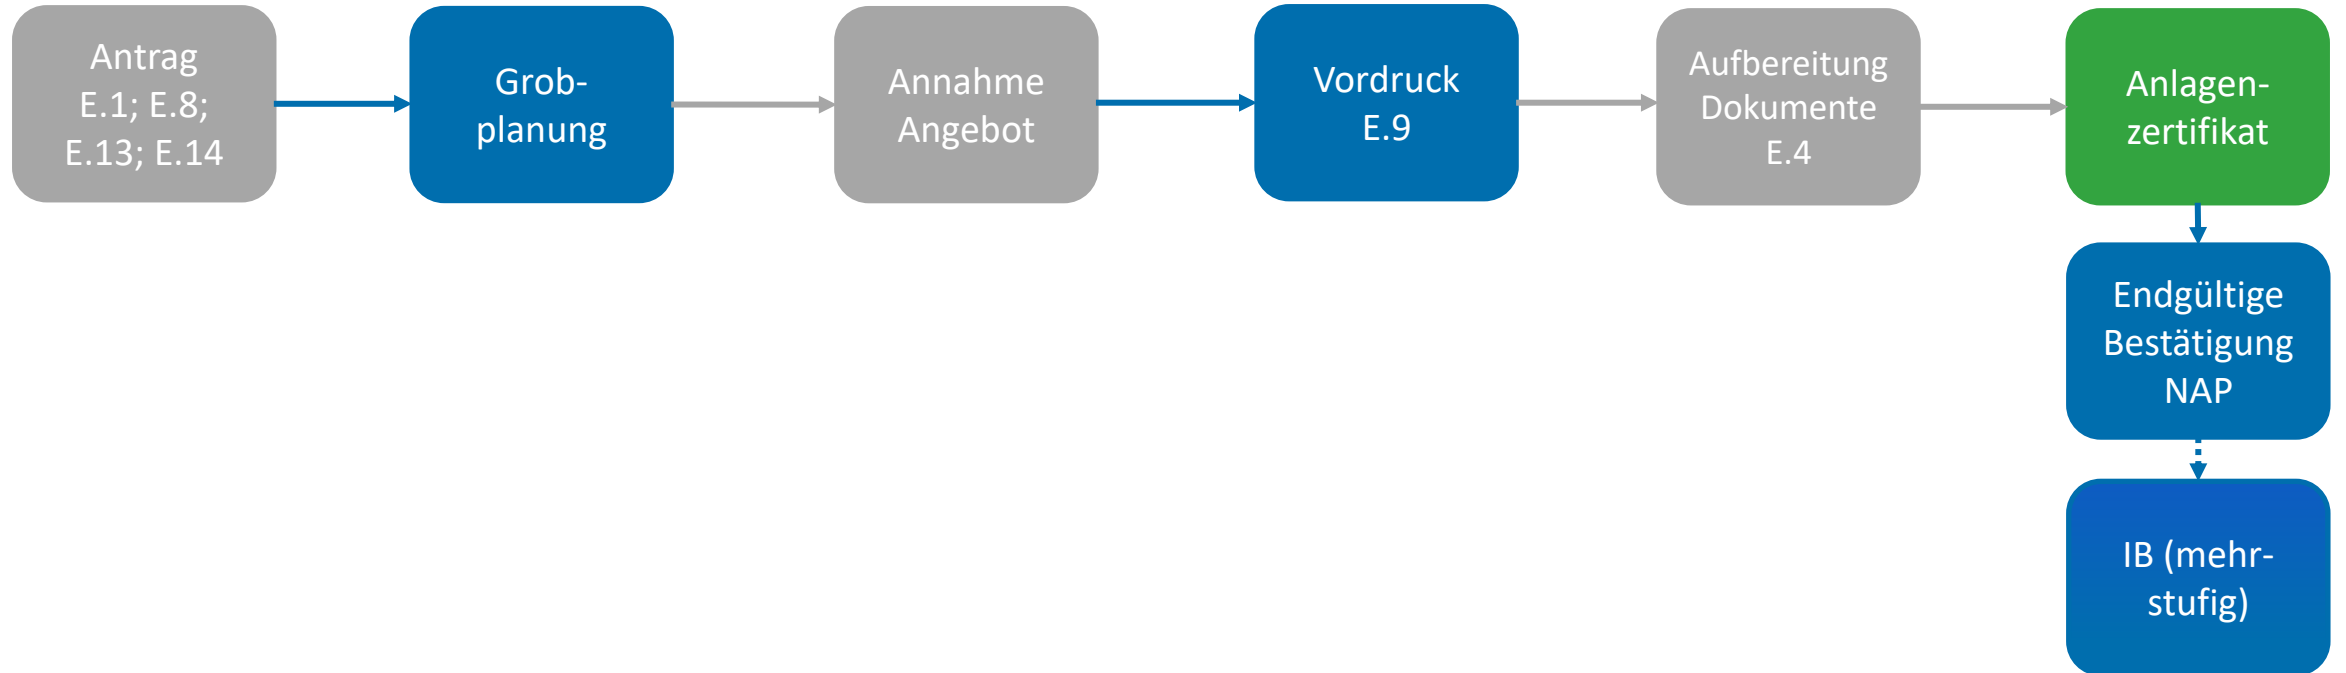 Antrag
E.1; E.8;
E.13; E.14
Grob-
planung
Annahme
Angebot
Vordruck
E.9
Aufbereitung
Dokumente
E.4
Anlagen-
zertifikat
Endgültige
Bestätigung
NAP
IB (mehr-
stufig)